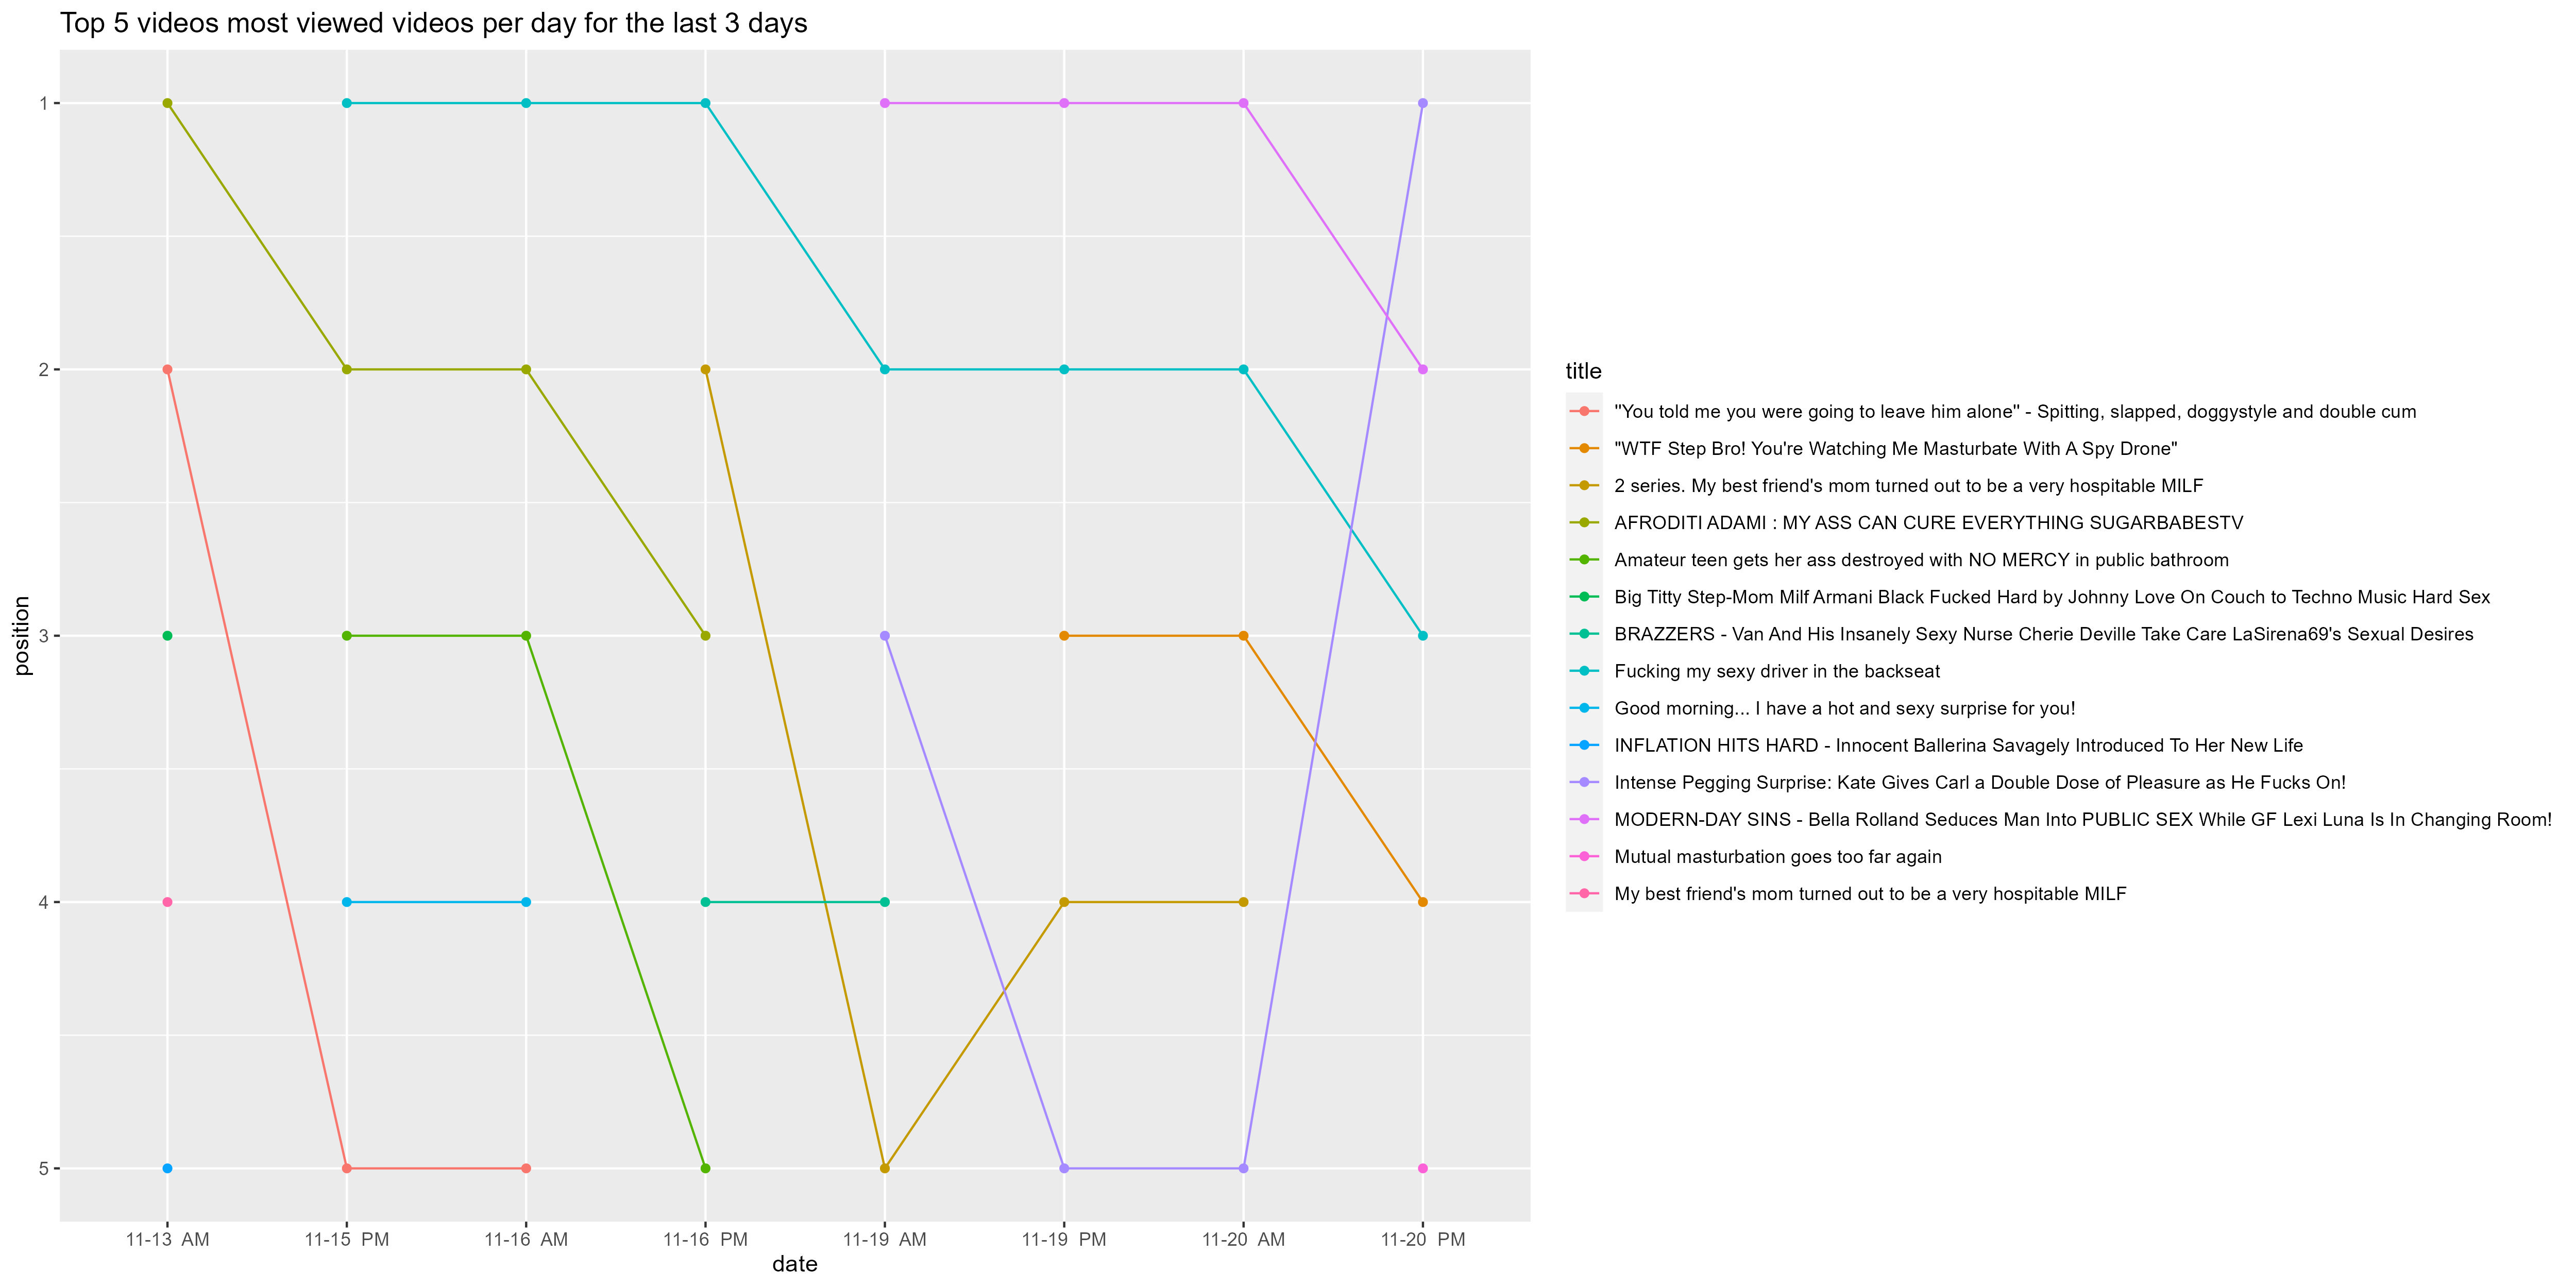 Top 5 videos most viewed videos per day for the last 3 days
position
1
2
3
4
5
11-13 AM
11-15 PM
11-16 AM
11-16 PM
11-19 AM
11-19 PM
11-20 AM
11-20 PM
date
title
"You told me you were going to leave him alone" - Spitting, slapped, doggystyle and double cum
"WTF Step Bro! You're Watching Me Masturbate With A Spy Drone"
2 series. My best friend's mom turned out to be a very hospitable MILF
AFRODITI ADAMI : MY ASS CAN CURE EVERYTHING SUGARBABESTV
Amateur teen gets her ass destroyed with NO MERCY in public bathroom
Big Titty Step-Mom Milf Armani Black Fucked Hard by Johnny Love On Couch to Techno Music Hard Sex
BRAZZERS - Van And His Insanely Sexy Nurse Cherie Deville Take Care LaSirena69's Sexual Desires
Fucking my sexy driver in the backseat
Good morning... I have a hot and sexy surprise for you!
INFLATION HITS HARD - Innocent Ballerina Savagely Introduced To Her New Life
Intense Pegging Surprise: Kate Gives Carl a Double Dose of Pleasure as He Fucks On!
MODERN-DAY SINS - Bella Rolland Seduces Man Into PUBLIC SEX While GF Lexi Luna Is In Changing Room!
Mutual masturbation goes too far again
My best friend's mom turned out to be a very hospitable MILF